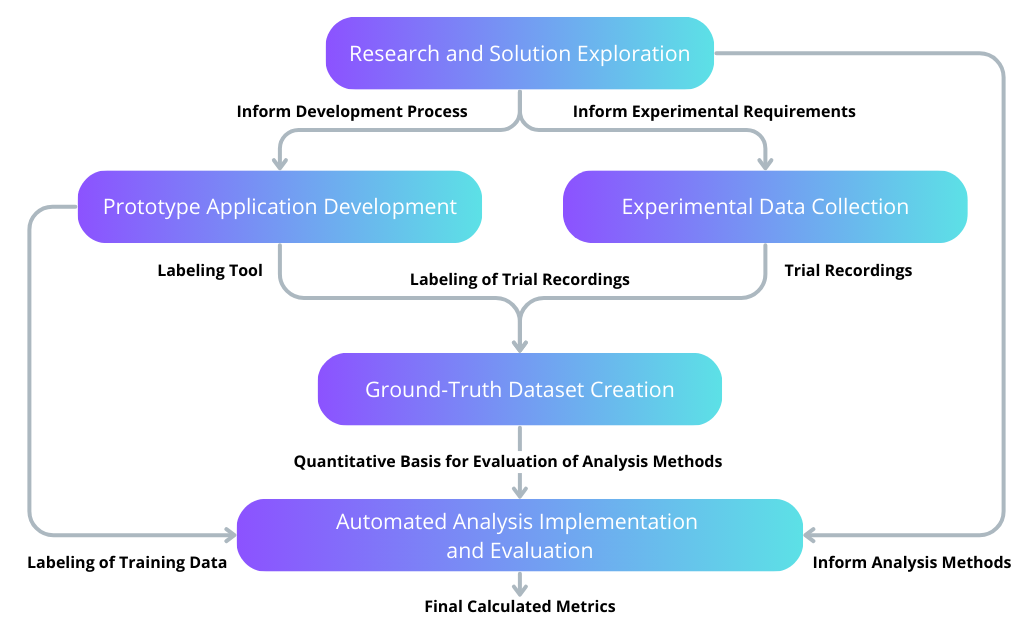 Research and Solution Exploration
Inform Development Process
Inform Experimental Requirements
Prototype Application Development
Experimental Data Collection
Labeling Tool
Labeling of Trial Recordings
Trial Recordings
Ground-Truth Dataset Creation
Quantitative Basis for Evaluation of Analysis Methods
Automated Analysis Implementation
and Evaluation
Labeling of Training Data
Inform Analysis Methods
Final Calculated Metrics